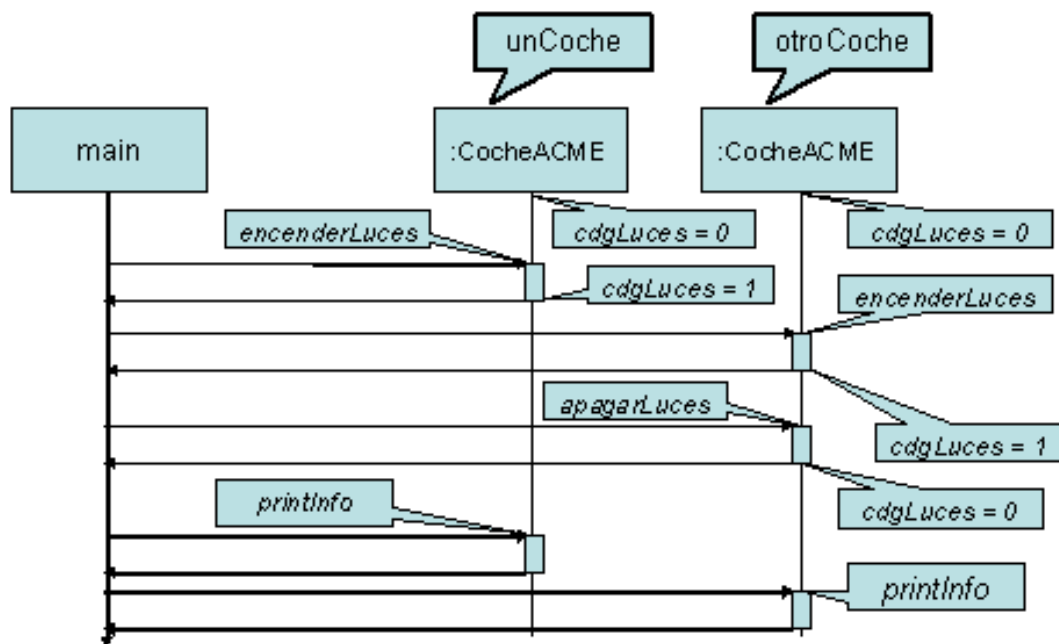 unCoche
otroCoche
main
:CocheACME
:CocheACME
encenderLuces
cdgLuces = 0
cdgLuces = 0
cdgLuces = 1
encenderLuces
apagarLuces
cdgLuces = 1
printInfo
cdgLuces = 0
printInfo